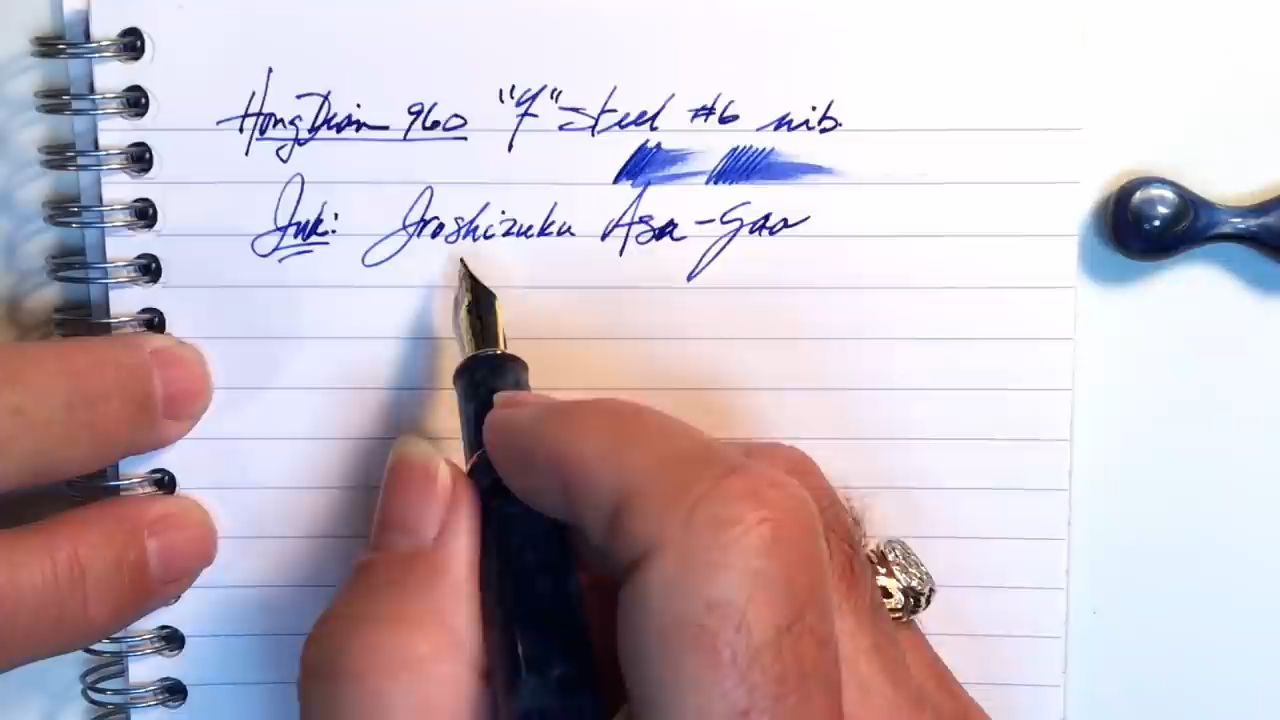 HongDian 960 "F" Steel #6 nib.
Ink: Iroshizuku Asa-Gao